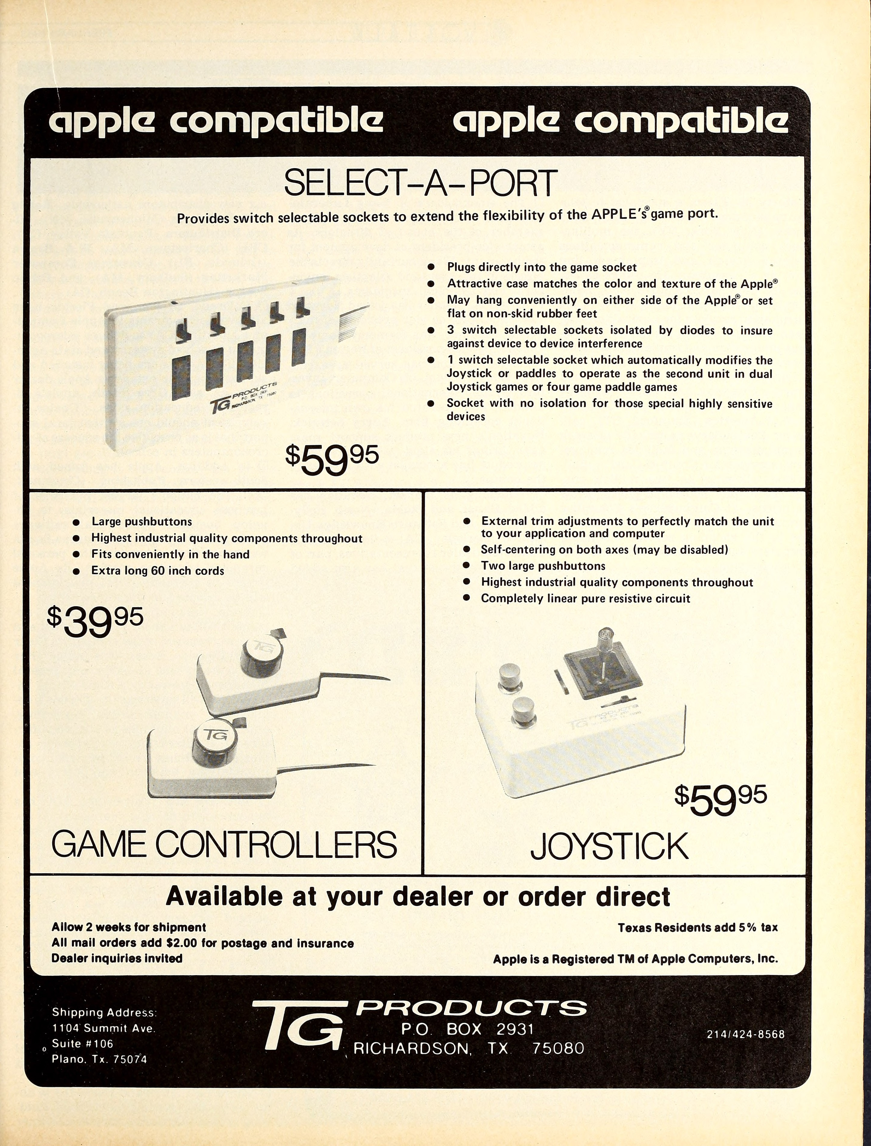 apple compatible apple compatible
SELECT-A-PORT
Provides switch selectable sockets to extend the flexibility of the APPLE's® game port.
● Plugs directly into the game socket
● Attractive case matches the color and texture of the Apple®
● May hang conveniently on either side of the Apple® or set
flat on non-skid rubber feet
● 3 switch selectable sockets isolated by diodes to insure
against device to device interference
● 1 switch selectable socket which automatically modifies the
Joystick or paddles to operate as the second unit in dual
Joystick games or four game paddle games
● Socket with no isolation for those special highly sensitive
devices
TG PRODUCTS
$59 95
● Large pushbuttons
● Highest industrial quality components throughout
● Fits conveniently in the hand
● Extra long 60 inch cords
$39 95
TG
TG
GAME CONTROLLERS
● External trim adjustments to perfectly match the unit
to your application and computer
● Self-centering on both axes (may be disabled)
● Two large pushbuttons
● Highest industrial quality components throughout
● Completely linear pure resistive circuit
TG PRODUCTS
$59 95
JOYSTICK
Available at your dealer or order direct
Allow 2 weeks for shipment
All mail orders add $2.00 for postage and insurance
Dealer inquiries invited
Texas Residents add 5% tax
Apple is a Registered TM of Apple Computers, Inc.
Shipping Address:
1104 Summit Ave.
Suite #106
Plano, Tx. 75074
TG PRODUCTS
P.O. BOX 2931
RICHARDSON, TX 75080
214/424-8568